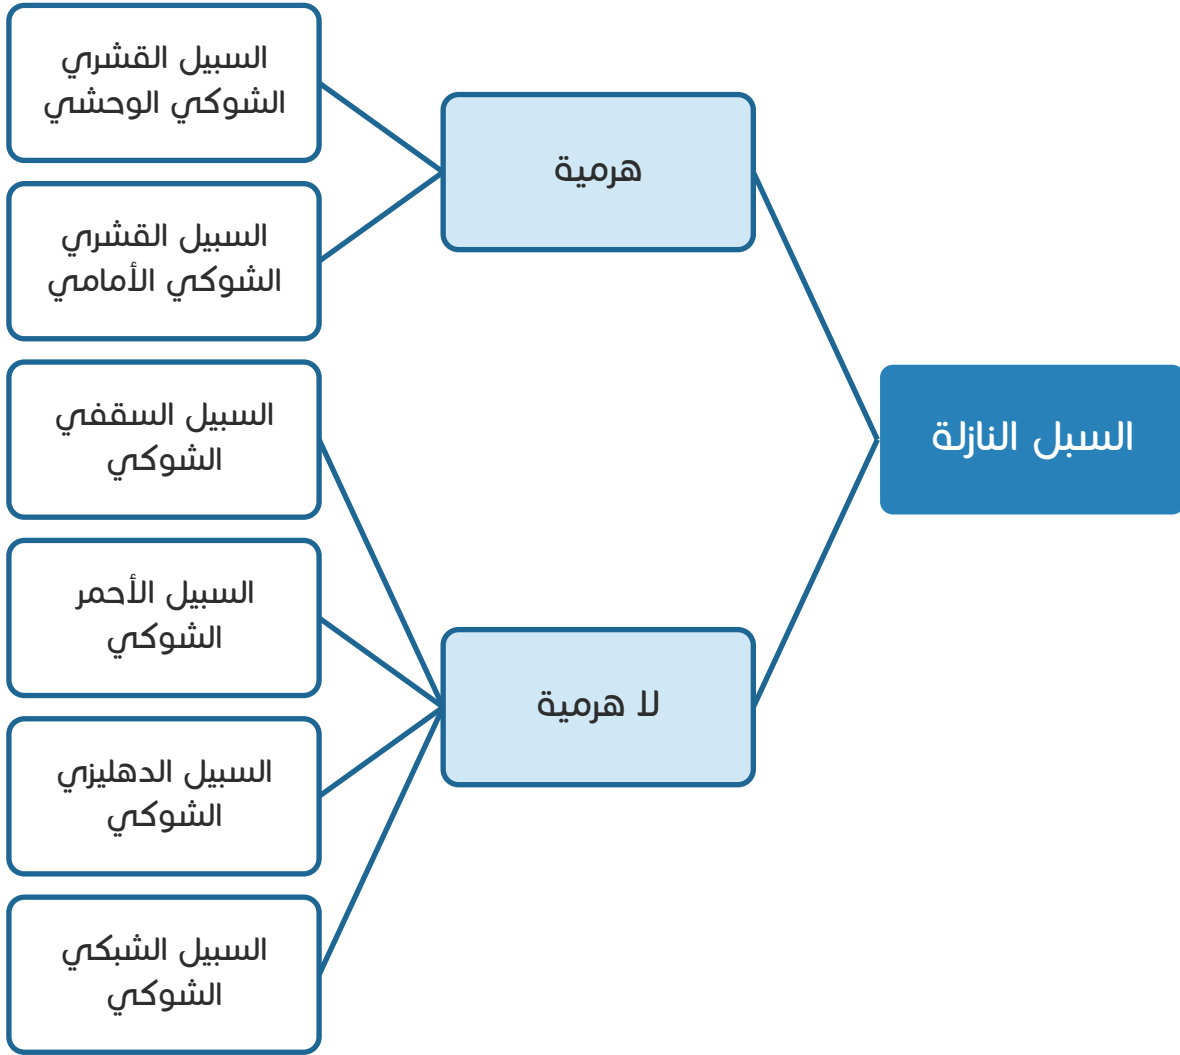 السبل النازلة
هرمية
السبيل القشري
الشوكي الوحشي
السبيل القشري
الشوكي الأمامي
لا هرمية
السبيل السقفي
الشوكي
السبيل الأحمر
الشوكي
السبيل الدهليزي
الشوكي
السبيل الشبكي
الشوكي